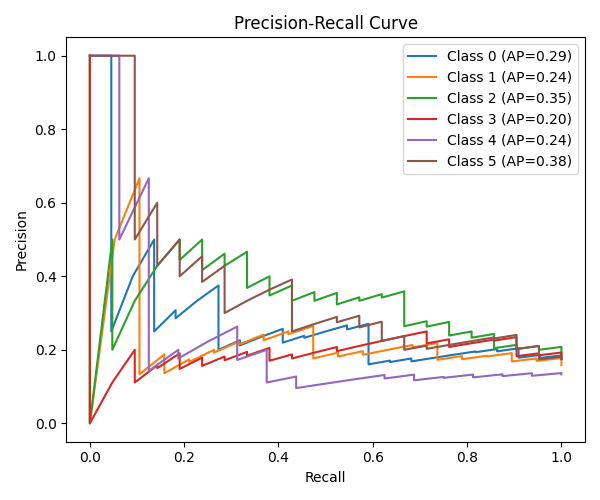 Precision-Recall Curve
Precision
1.0
0.8
0.6
0.4
0.2
0.0
Class 0 (AP=0.29)
Class 1 (AP=0.24)
Class 2 (AP=0.35)
Class 3 (AP=0.20)
Class 4 (AP=0.24)
Class 5 (AP=0.38)
0.0 0.2 0.4 0.6 0.8 1.0
Recall